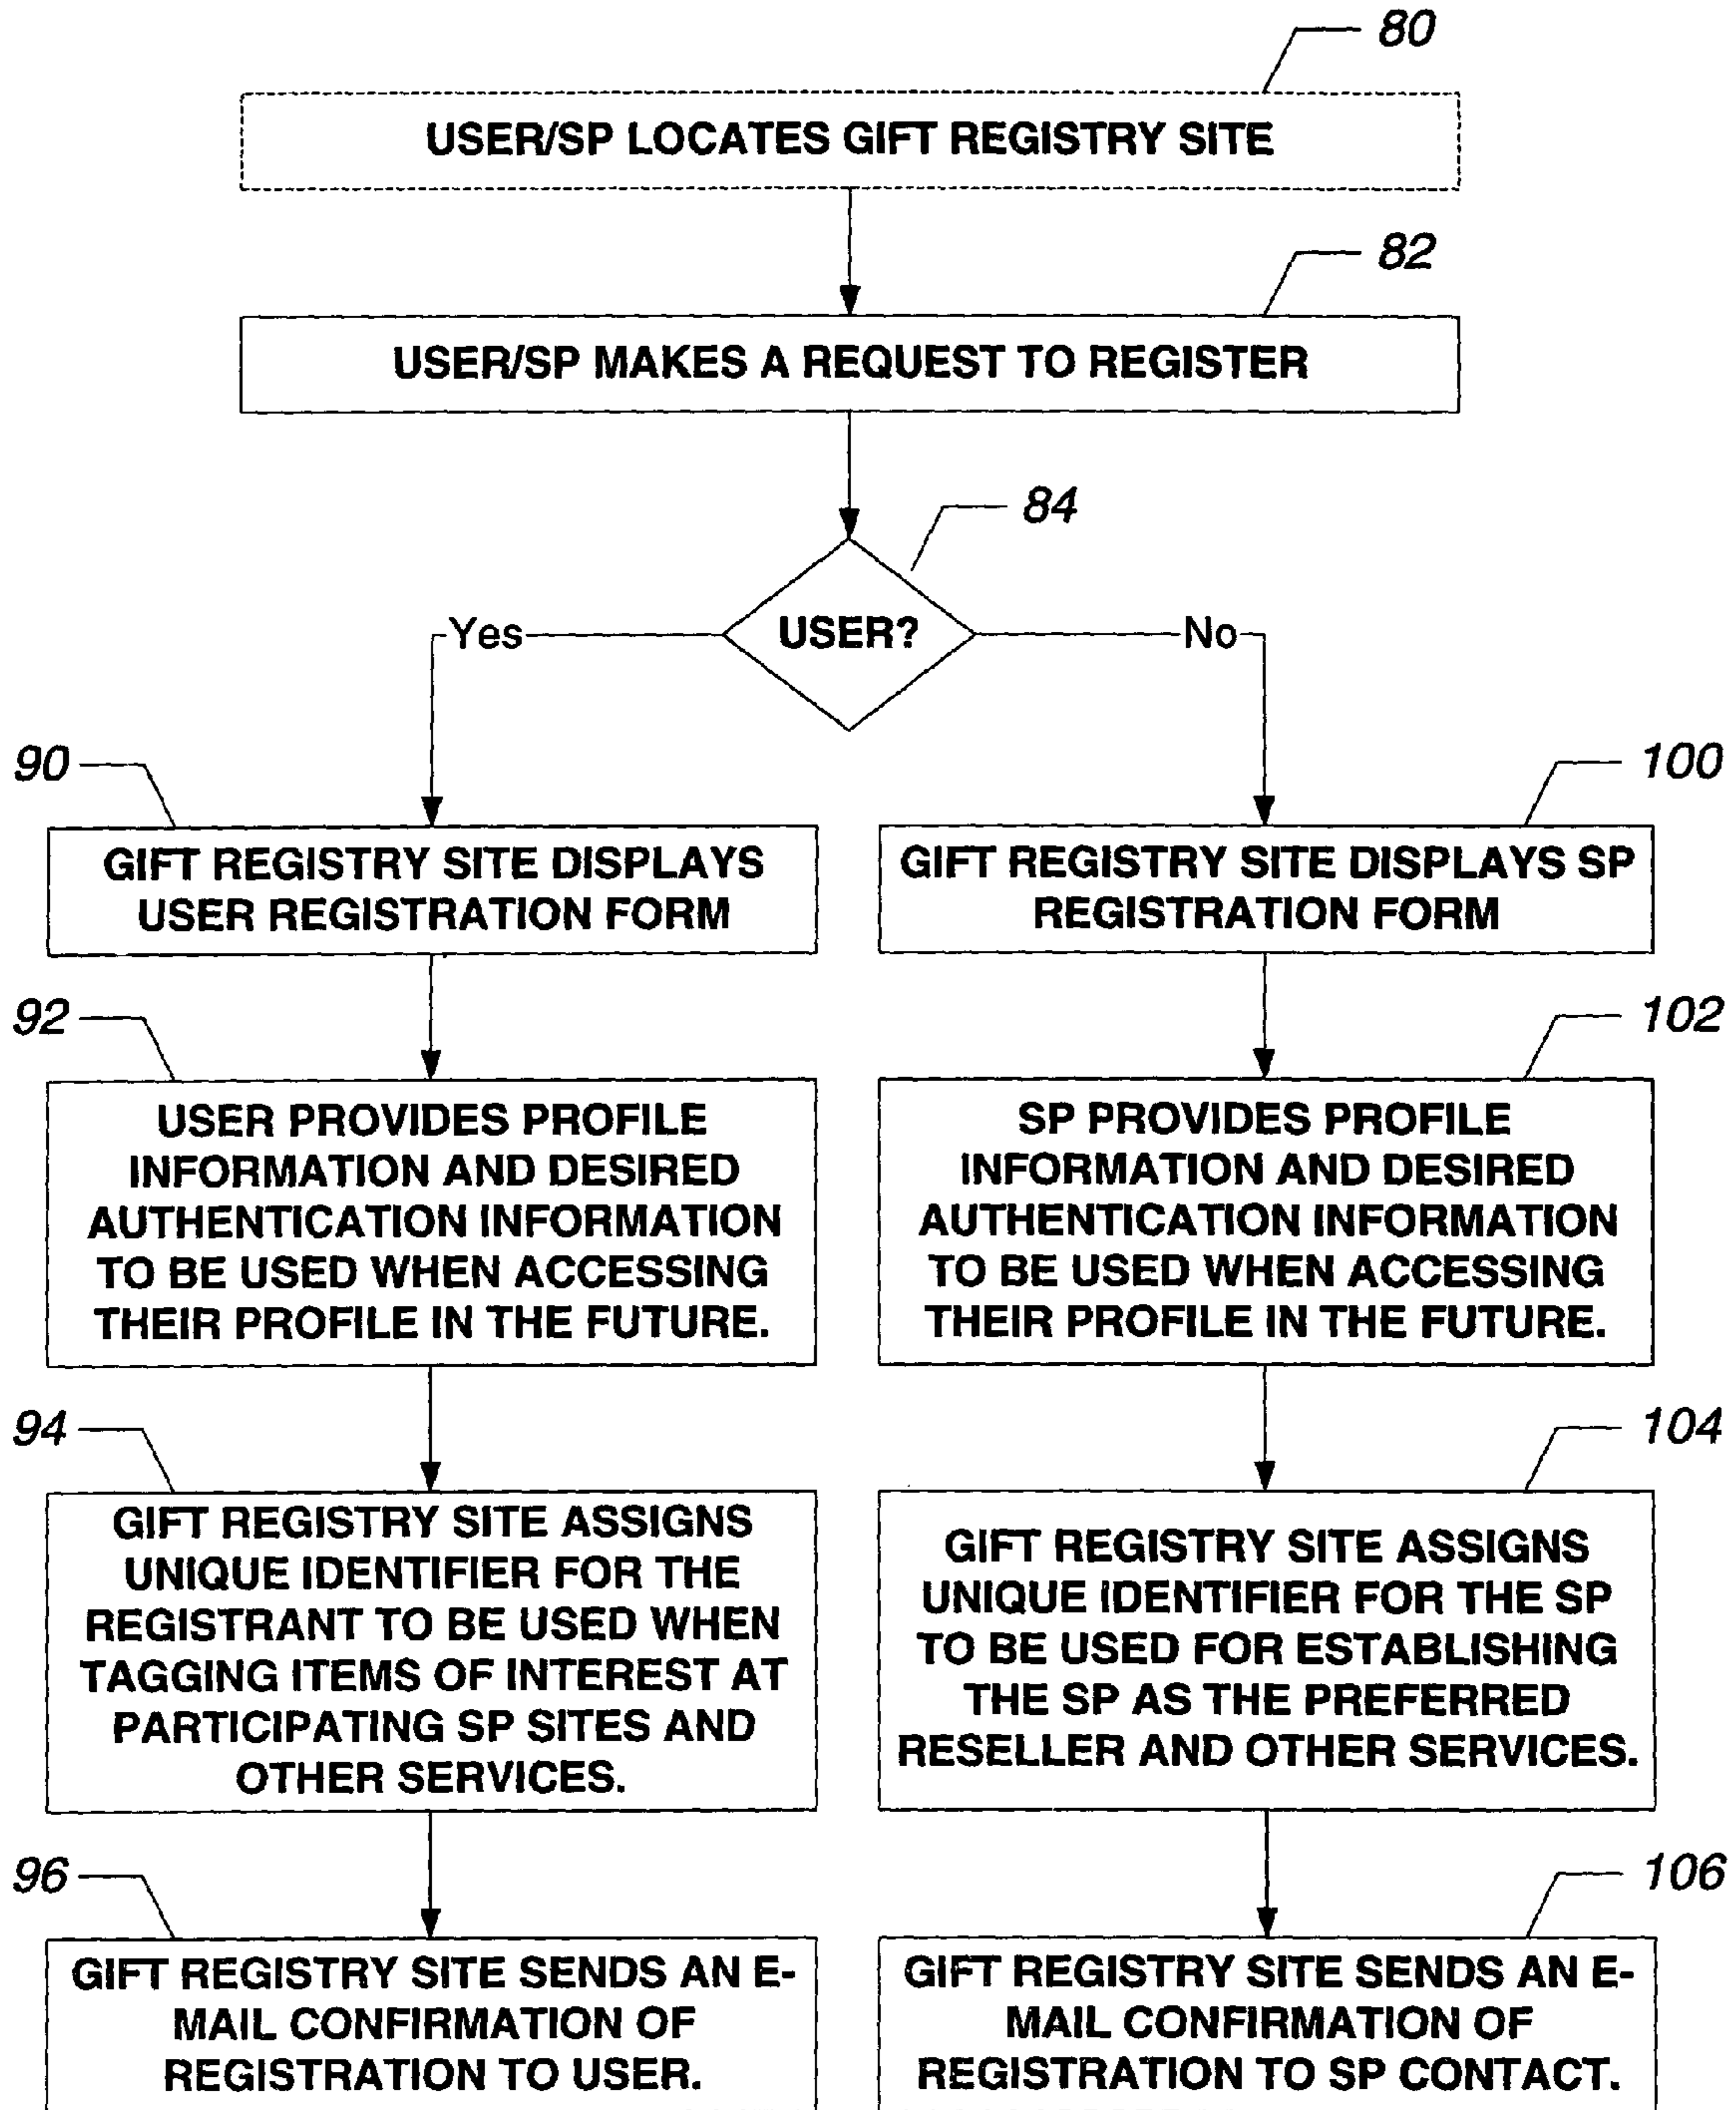 80
USER/SP LOCATES GIFT REGISTRY SITE
82
USER/SP MAKES A REQUEST TO REGISTER
84
USER?
Yes
No
90
GIFT REGISTRY SITE DISPLAYS
USER REGISTRATION FORM
100
GIFT REGISTRY SITE DISPLAYS SP
REGISTRATION FORM
92
USER PROVIDES PROFILE
INFORMATION AND DESIRED
AUTHENTICATION INFORMATION
TO BE USED WHEN ACCESSING
THEIR PROFILE IN THE FUTURE.
102
SP PROVIDES PROFILE
INFORMATION AND DESIRED
AUTHENTICATION INFORMATION
TO BE USED WHEN ACCESSING
THEIR PROFILE IN THE FUTURE.
94
GIFT REGISTRY SITE ASSIGNS
UNIQUE IDENTIFIER FOR THE
REGISTRANT TO BE USED WHEN
TAGGING ITEMS OF INTEREST AT
PARTICIPATING SP SITES AND
OTHER SERVICES.
104
GIFT REGISTRY SITE ASSIGNS
UNIQUE IDENTIFIER FOR THE SP
TO BE USED FOR ESTABLISHING
THE SP AS THE PREFERRED
RESELLER AND OTHER SERVICES.
96
GIFT REGISTRY SITE SENDS AN E-
MAIL CONFIRMATION OF
REGISTRATION TO USER.
106
GIFT REGISTRY SITE SENDS AN E-
MAIL CONFIRMATION OF
REGISTRATION TO SP CONTACT.